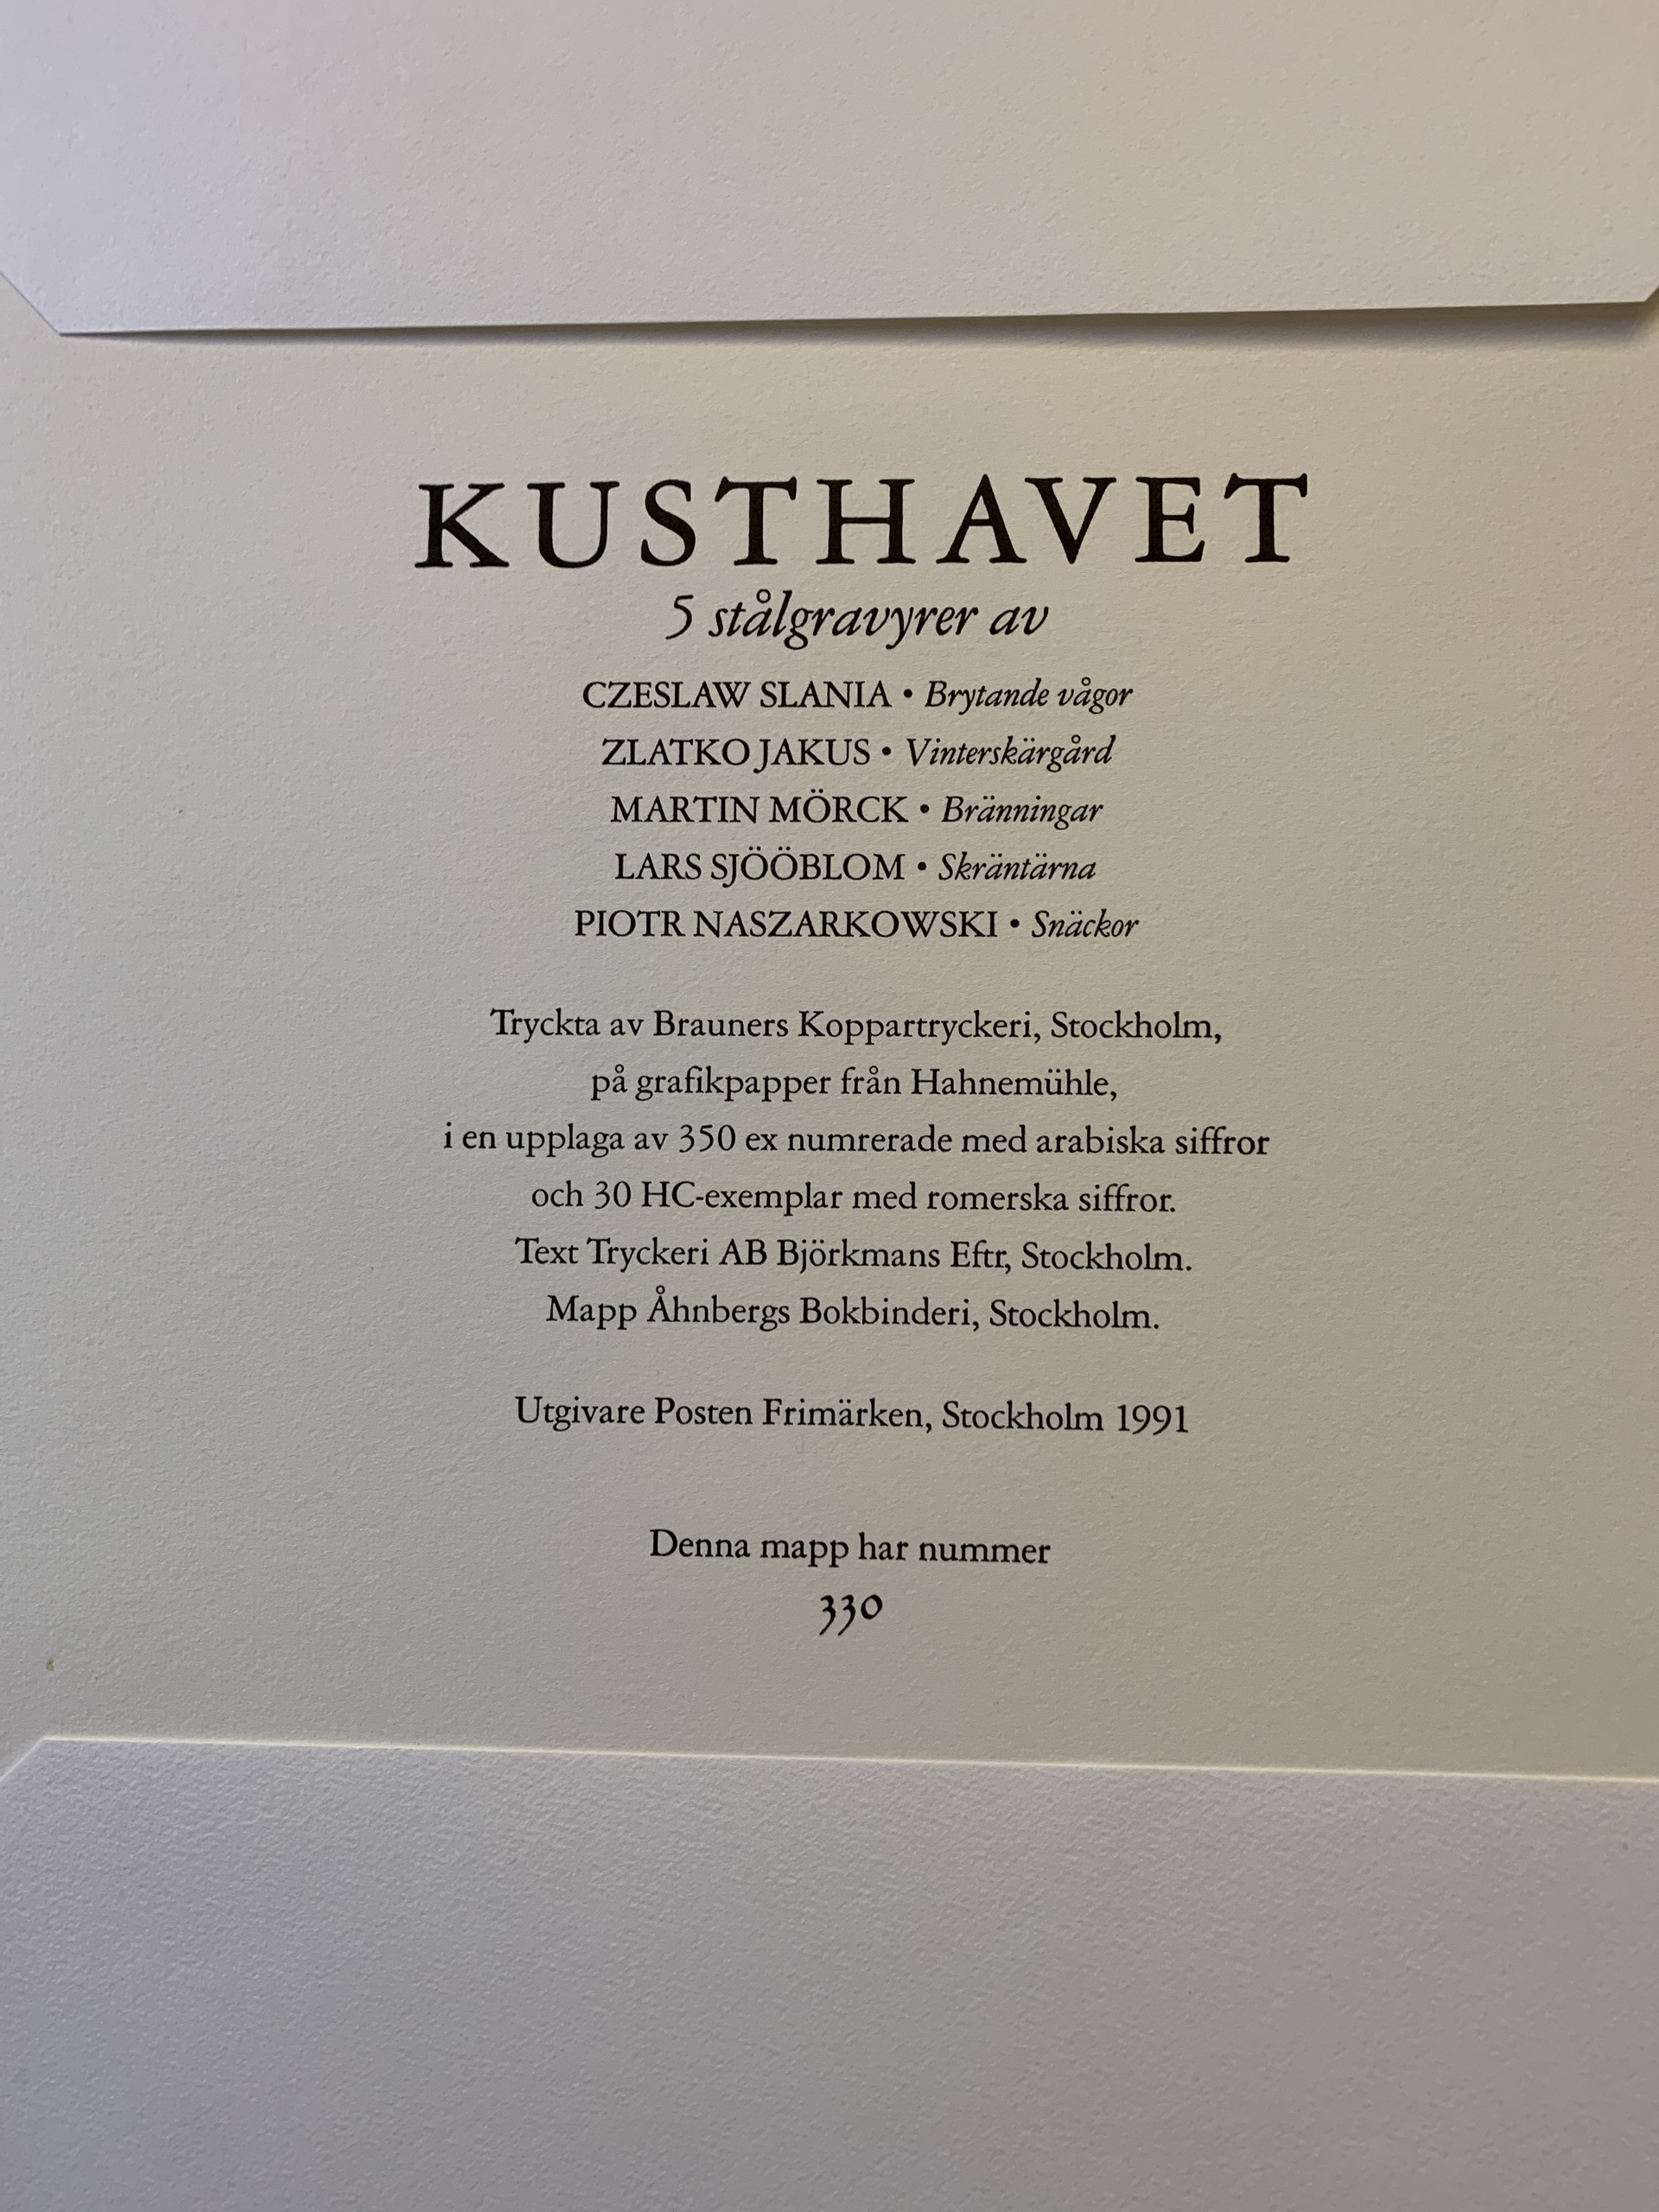 KUSTHAVET
5 stålgravyrer av
CZESLAW SLANIA • Brytande vågor
ZLATKO JAKUS • Vinterskärgård
MARTIN MÖRCK • Bränningar
LARS SJÖÖBLOM • Skräntärna
PIOTR NASZARKOWSKI • Snäckor
Tryckta av Brauners Koppartryckeri, Stockholm,
på grafikpapper från Hahnemühle,
i en upplaga av 350 ex numrerade med arabiska siffror
och 30 HC-exemplar med romerska siffror.
Text Tryckeri AB Björkmans Eftr, Stockholm.
Mapp Åhnbergs Bokbinderi, Stockholm.
Utgivare Posten Frimärken, Stockholm 1991
Denna mapp har nummer
330